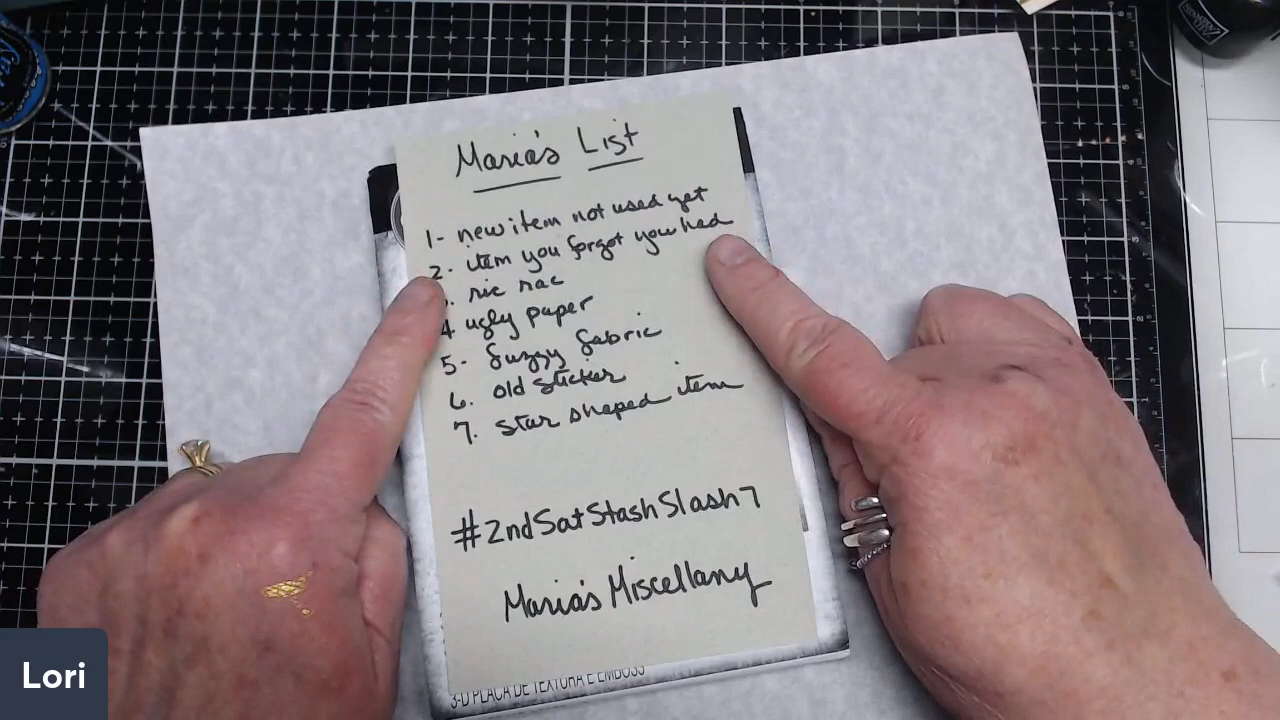 Maria's List
1- new item not used yet
2. item you forgot you had
3. ric rac
4. ugly paper
5- fuzzy fabric
6. old sticker
7. star shaped item
#2ndSatStashSlash7
Maria's Miscellany
3-D PLACA DE TEXTURA E EMBOSS
Lori